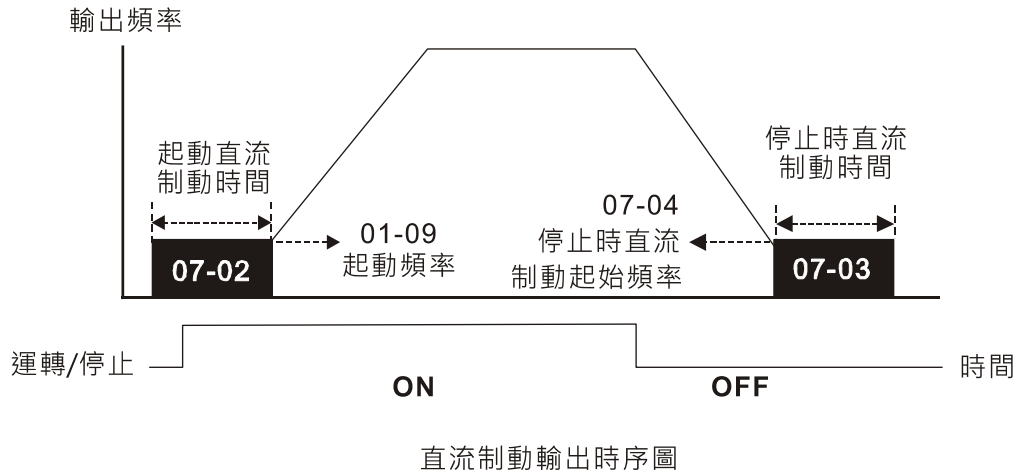 輸出頻率
起動直流
制動時間
停止時直流
制動時間
07-02
01-09
起動頻率
07-04
停止時直流
制動起始頻率
07-03
運轉/停止
ON
OFF
時間
直流制動輸出時序圖